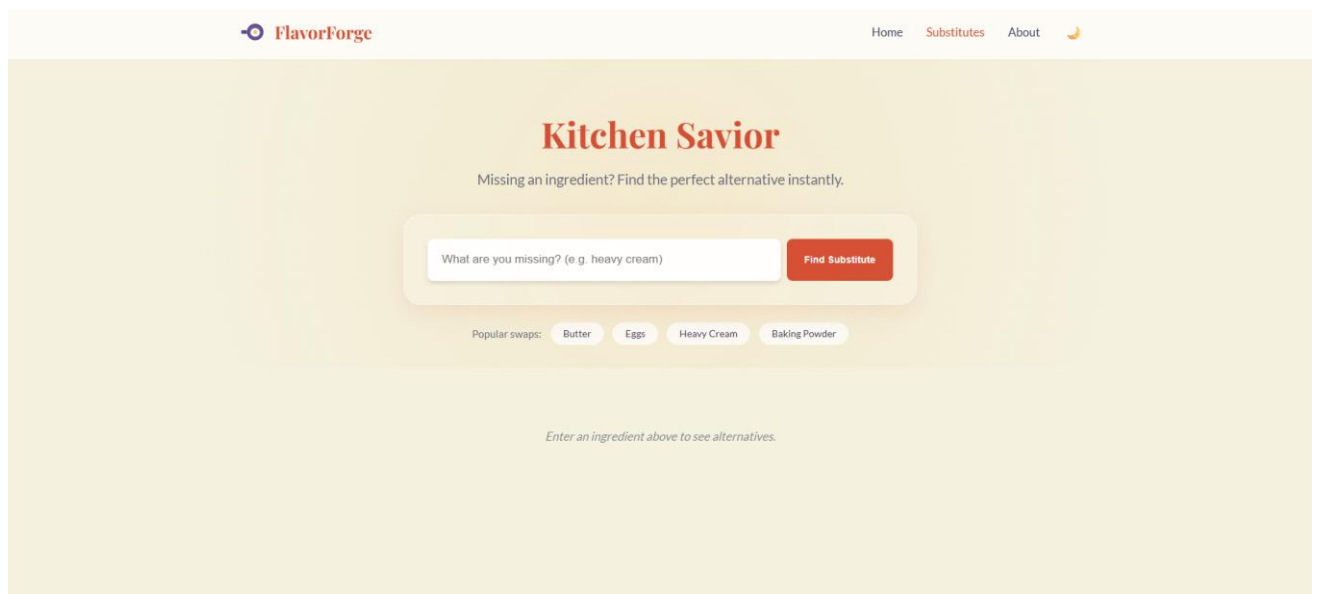 FlavorForge Home Substitutes About
Kitchen Savior
Missing an ingredient? Find the perfect alternative instantly.
What are you missing? (e.g. heavy cream) Find Substitute
Popular swaps: Butter Eggs Heavy Cream Baking Powder
Enter an ingredient above to see alternatives.